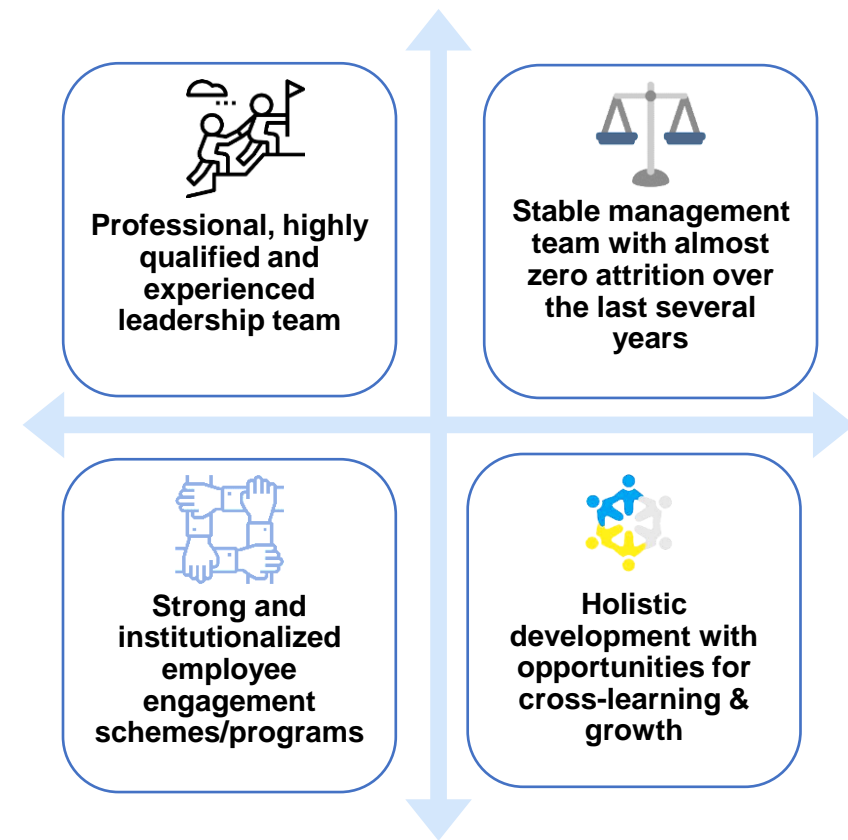 Professional, highly
qualified and
experienced
leadership team
Stable management
team with almost
zero attrition over
the last several
years
Strong and
institutionalized
employee
engagement
schemes/programs
Holistic
development with
opportunities for
cross-learning &
growth